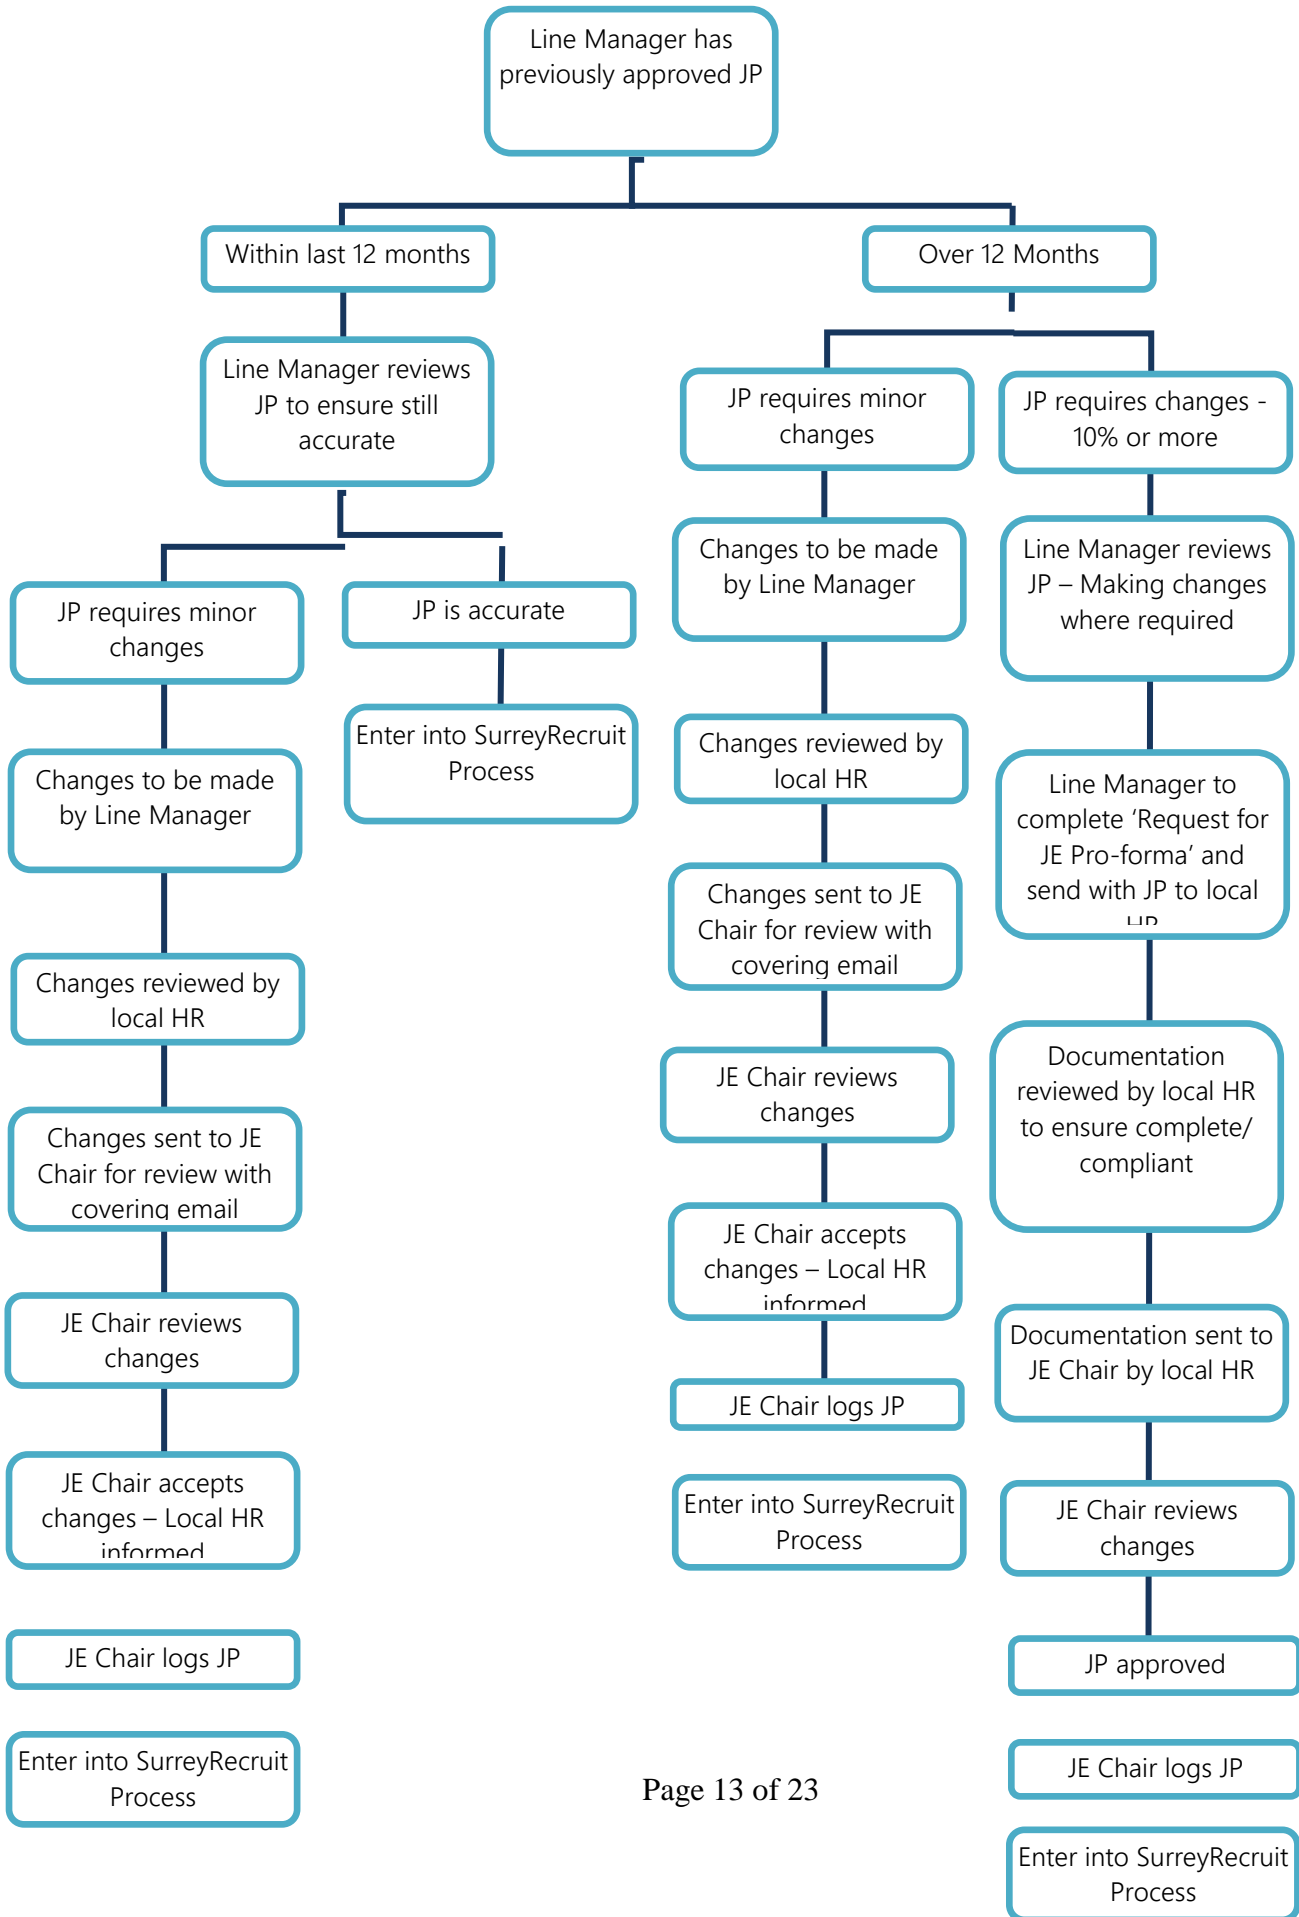 Line Manager has
previously approved JP
Within last 12 months
Over 12 Months
Line Manager reviews
JP to ensure still
accurate
JP requires minor
changes
JP is accurate
Changes to be made
by Line Manager
Enter into SurreyRecruit
Process
Changes reviewed by
local HR
Changes sent to JE
Chair for review with
covering email
JE Chair reviews
changes
JE Chair accepts
changes – Local HR
informed
JE Chair logs JP
Enter into SurreyRecruit
Process
JP requires minor
changes
Changes to be made
by Line Manager
Changes reviewed by
local HR
Changes sent to JE
Chair for review with
covering email
JE Chair reviews
changes
JE Chair accepts
changes – Local HR
informed
JE Chair logs JP
Enter into SurreyRecruit
Process
JP requires changes -
10% or more
Line Manager reviews
JP – Making changes
where required
Line Manager to
complete ‘Request for
JE Pro-forma’ and
send with JP to local
HR
Documentation
reviewed by local HR
to ensure complete/
compliant
Documentation sent to
JE Chair by local HR
JE Chair reviews
changes
JP approved
JE Chair logs JP
Enter into SurreyRecruit
Process
Page 13 of 23